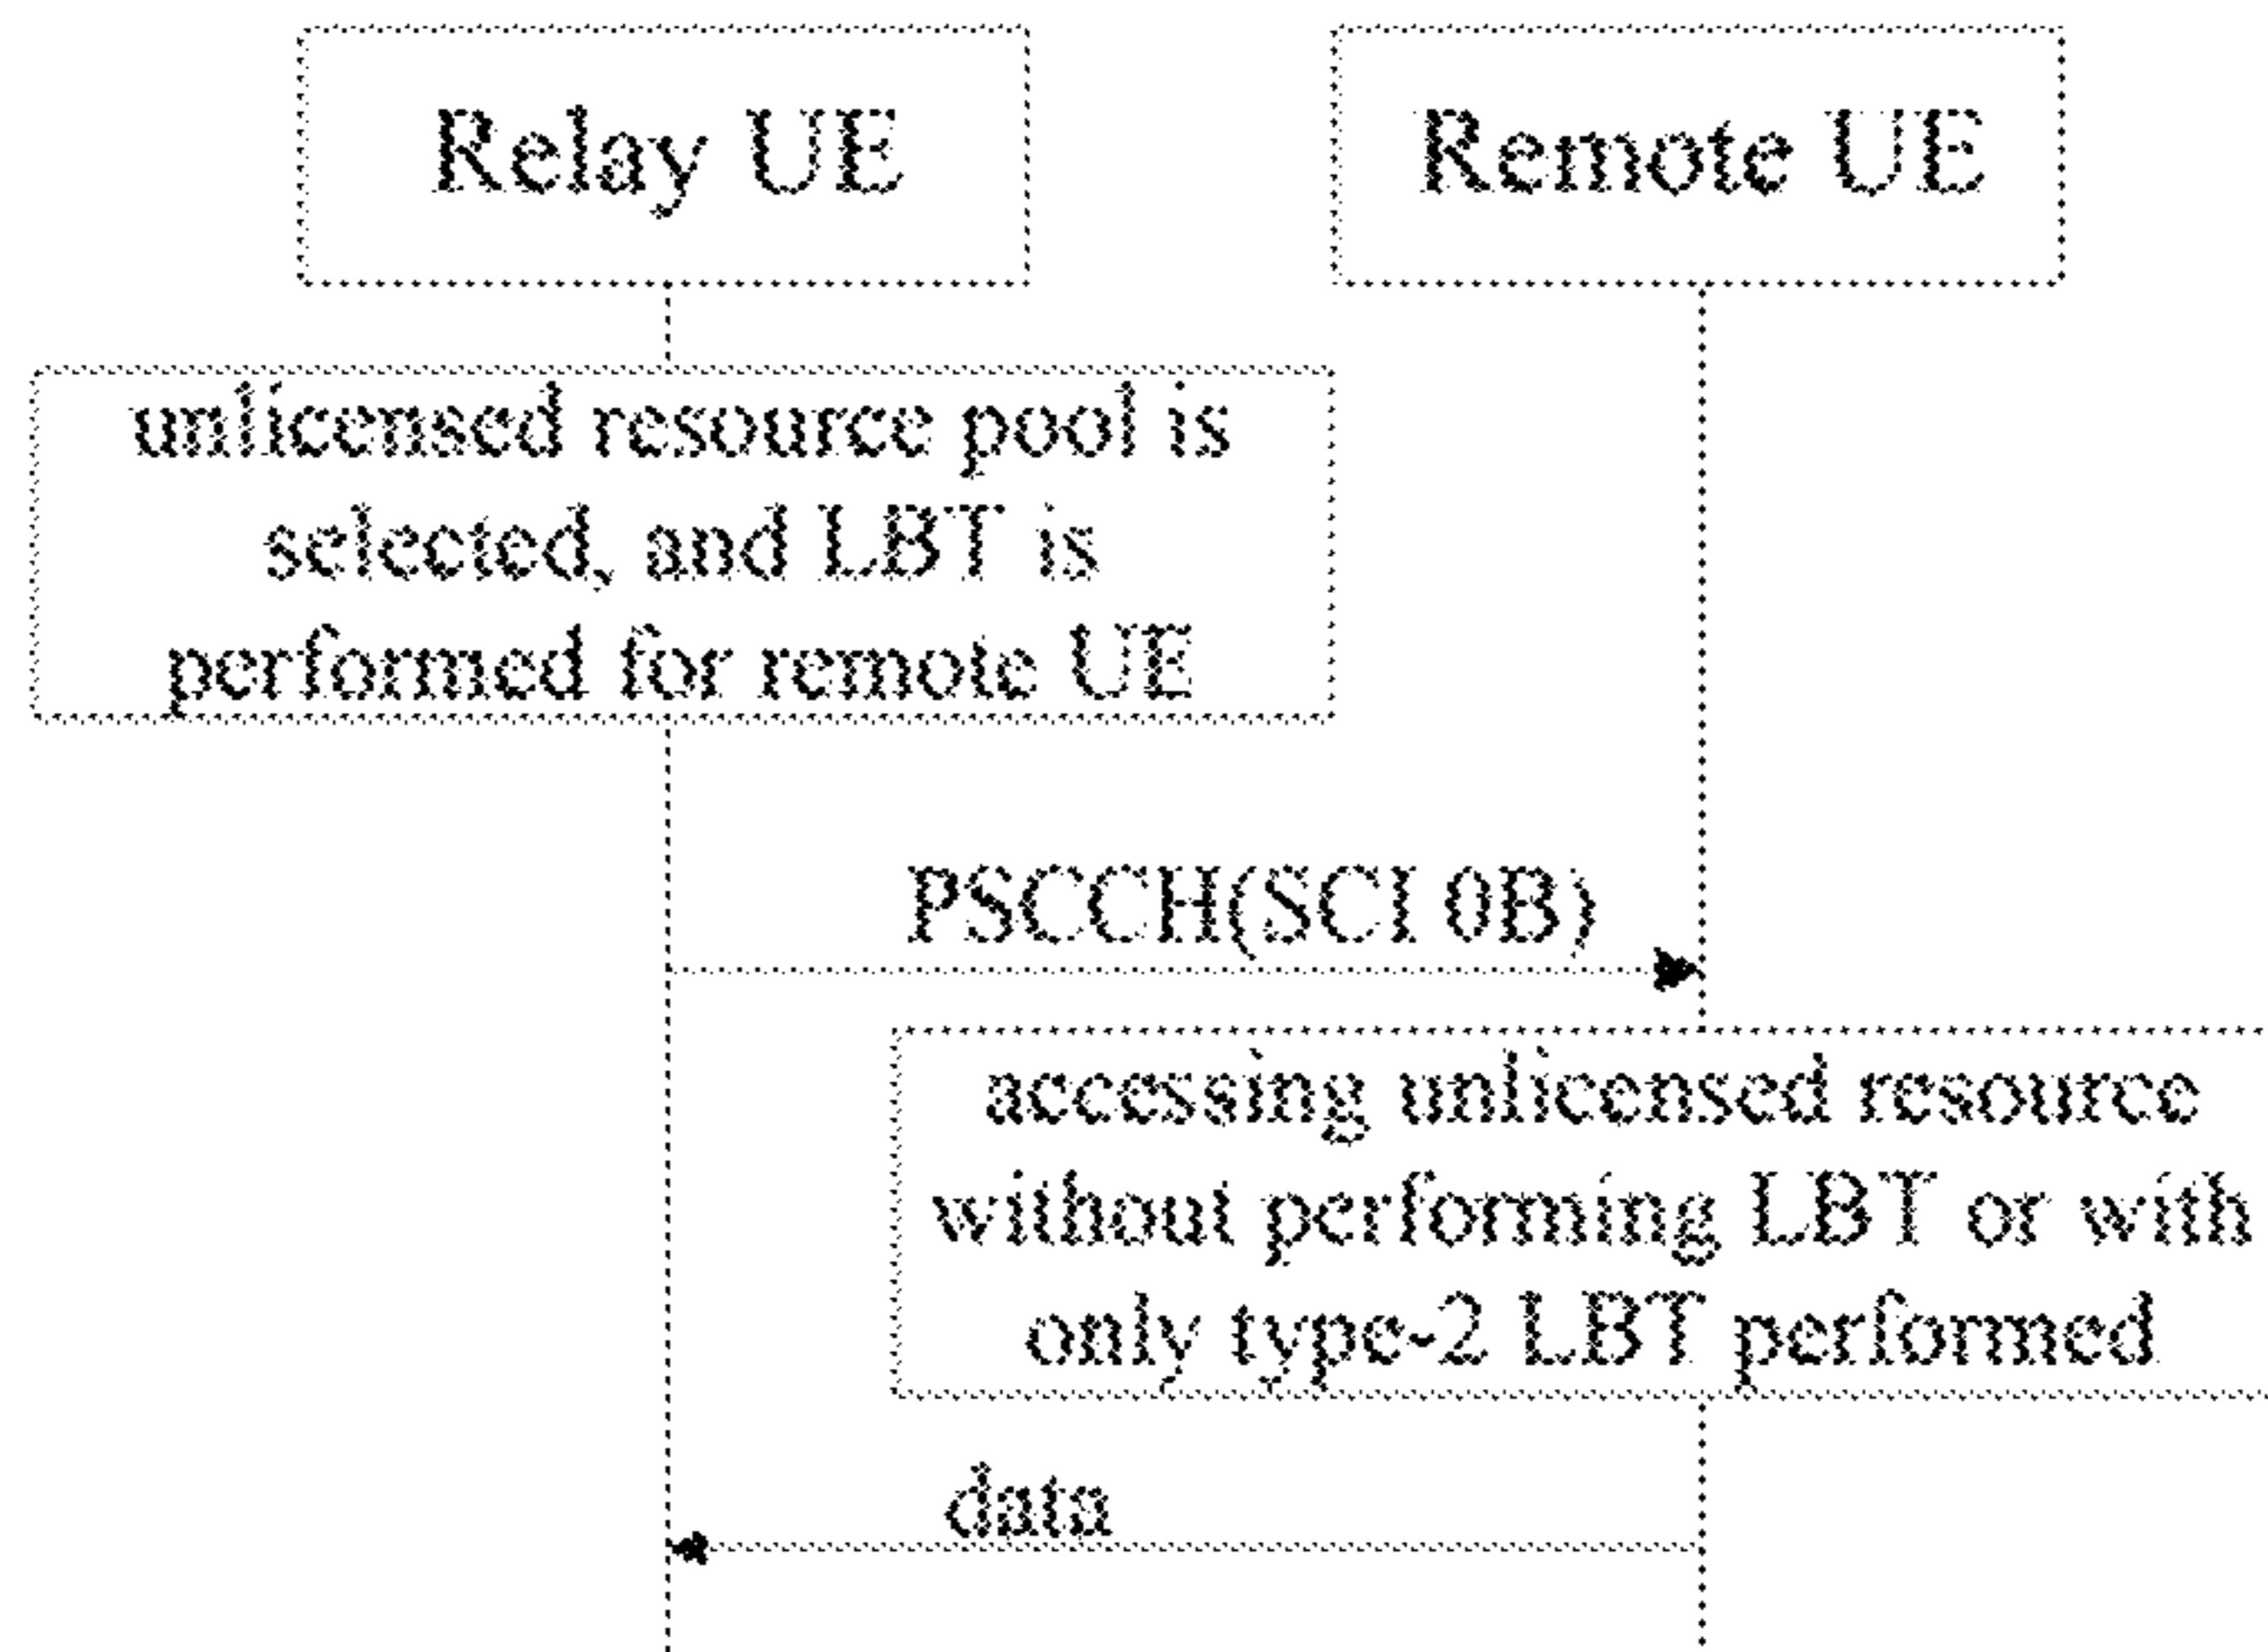 Relay UE
Remote UE
unlicensed resource pool is
selected, and LBT is
performed for remote UE
PSCCH(SCI 0B)
accessing unlicensed resource
without performing LBT or with
only type-2 LBT performed
data